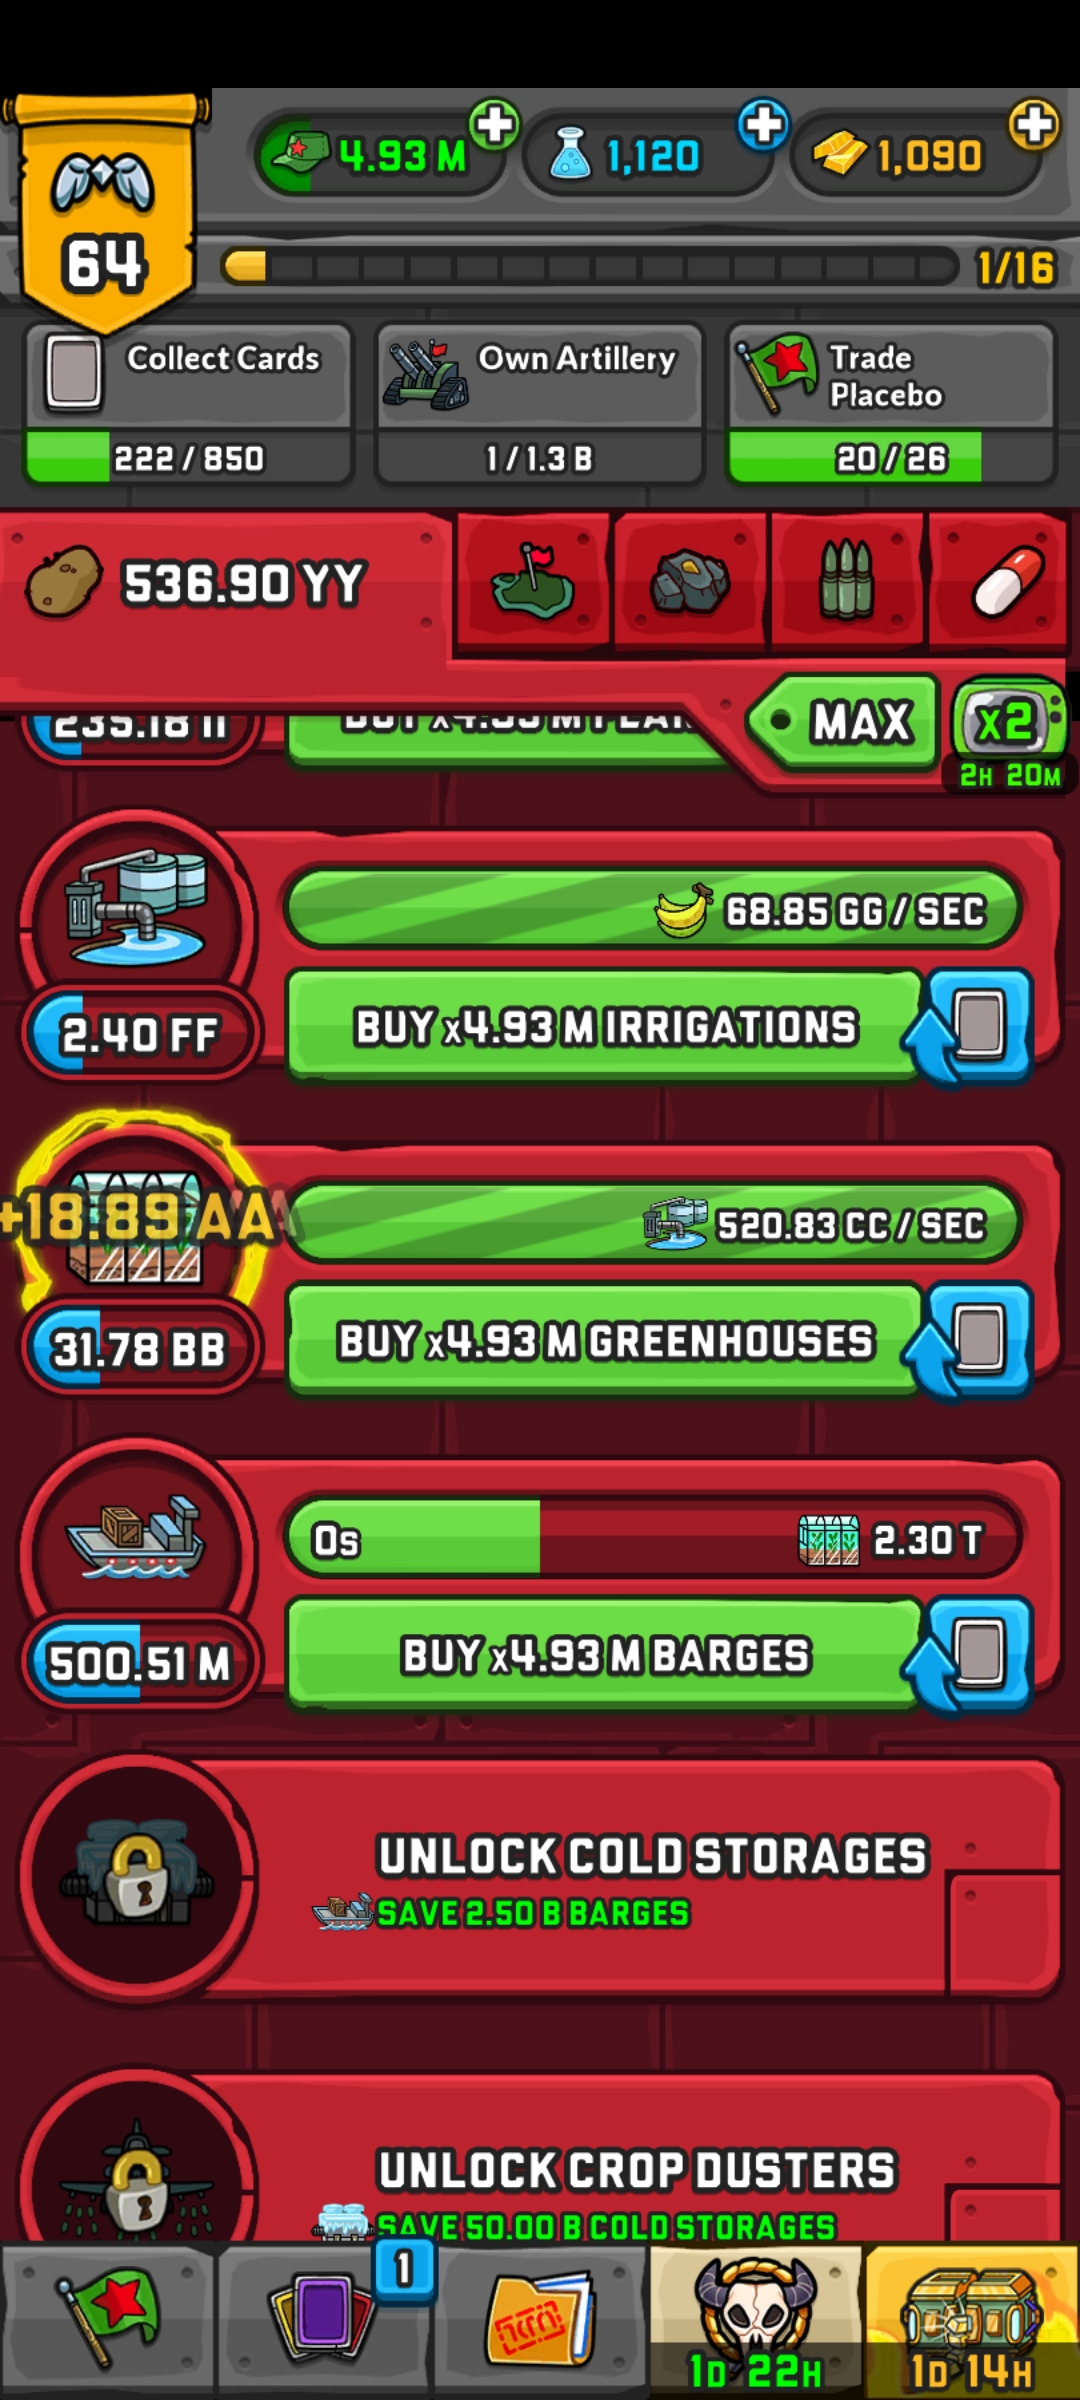 64
4.93 M
1,120
1,090
1/16
Collect Cards
222 / 850
Own Artillery
1 / 1.3 B
Trade
Placebo
20 / 26
536.90 YY
MAX
x2
2H 20M
68.85 GG / SEC
BUY x4.93 M IRRIGATIONS
2.40 FF
+18.89 AAA
520.83 CC / SEC
BUY x4.93 M GREENHOUSES
31.78 BB
0s
2.30 T
BUY x4.93 M BARGES
500.51 M
UNLOCK COLD STORAGES
SAVE 2.50 B BARGES
UNLOCK CROP DUSTERS
SAVE 50.00 B COLD STORAGES
1
1D 22H
1D 14H